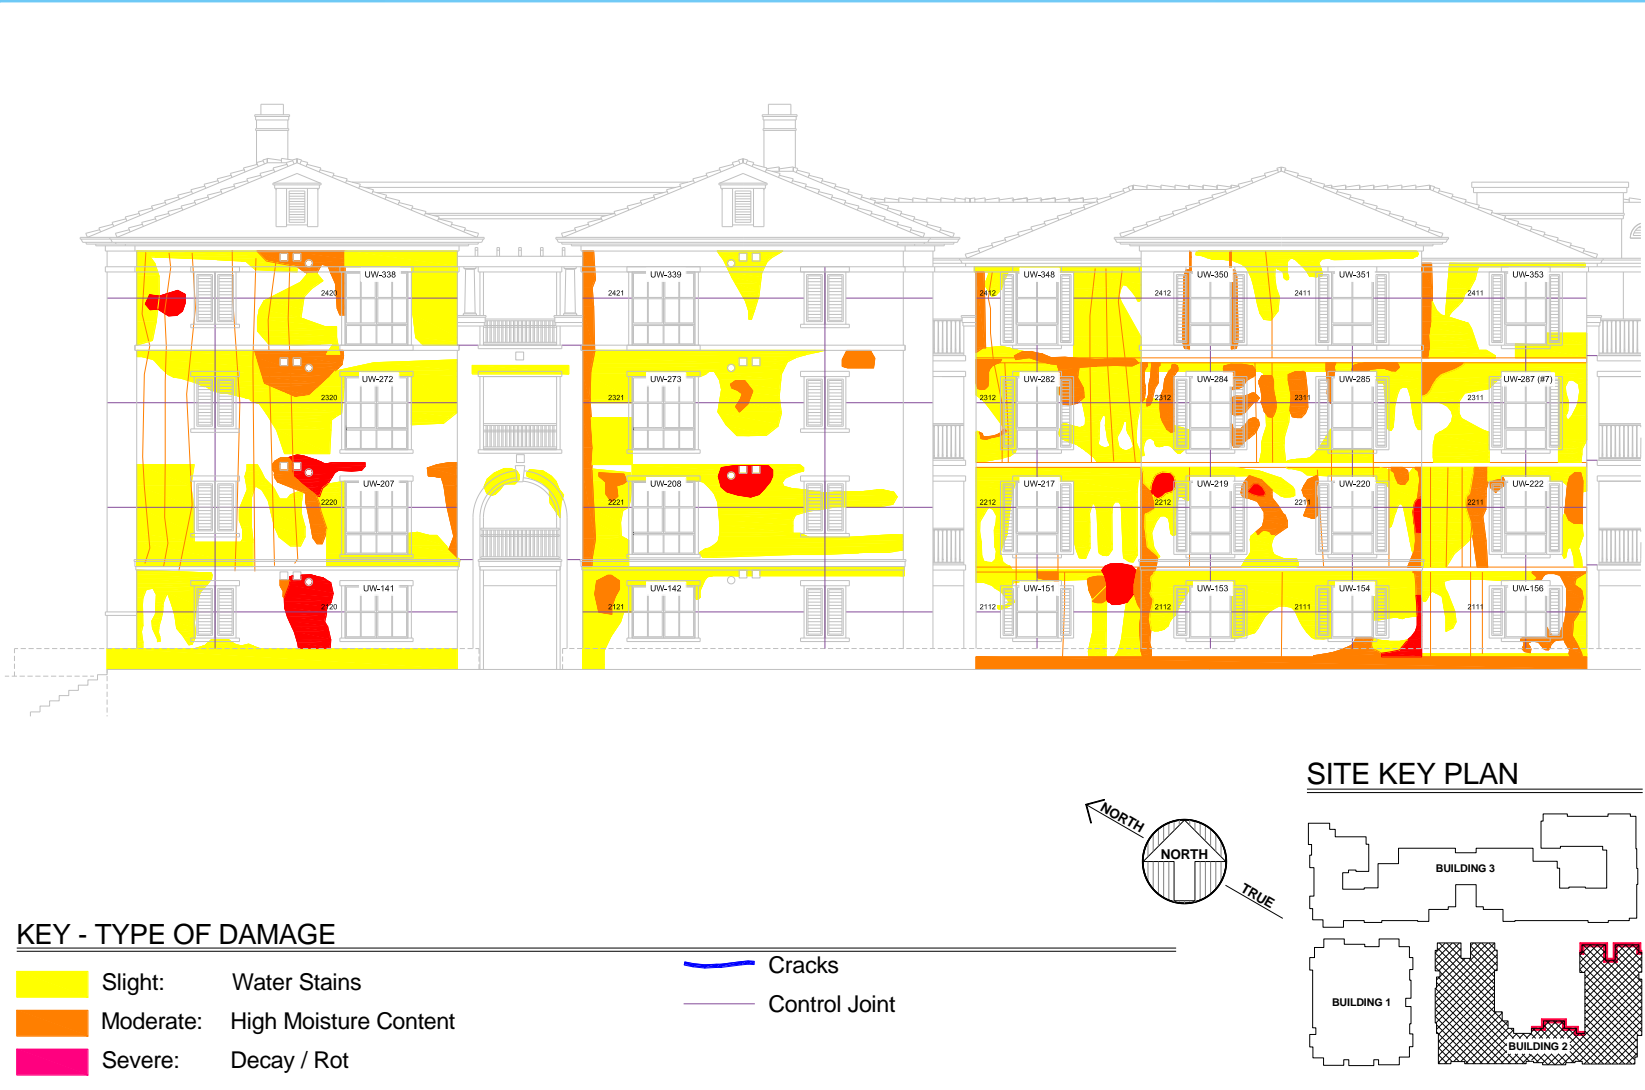 UW-338
UW-339
UW-348
UW-350
UW-351
UW-353
2420
2421
2412
2412
2411
2411
UW-272
UW-273
UW-282
UW-284
UW-285
UW-287 (#7)
2320
2321
2312
2312
2311
2311
UW-207
UW-208
UW-217
UW-219
UW-220
UW-222
2220
2221
2212
2212
2211
2211
UW-141
UW-142
UW-151
UW-153
UW-154
UW-156
2120
2121
2112
2112
2111
2111
SITE KEY PLAN
NORTH
NORTH
TRUE
BUILDING 3
BUILDING 1
BUILDING 2
KEY - TYPE OF DAMAGE
Slight: Water Stains
Moderate: High Moisture Content
Severe: Decay / Rot
Cracks
Control Joint